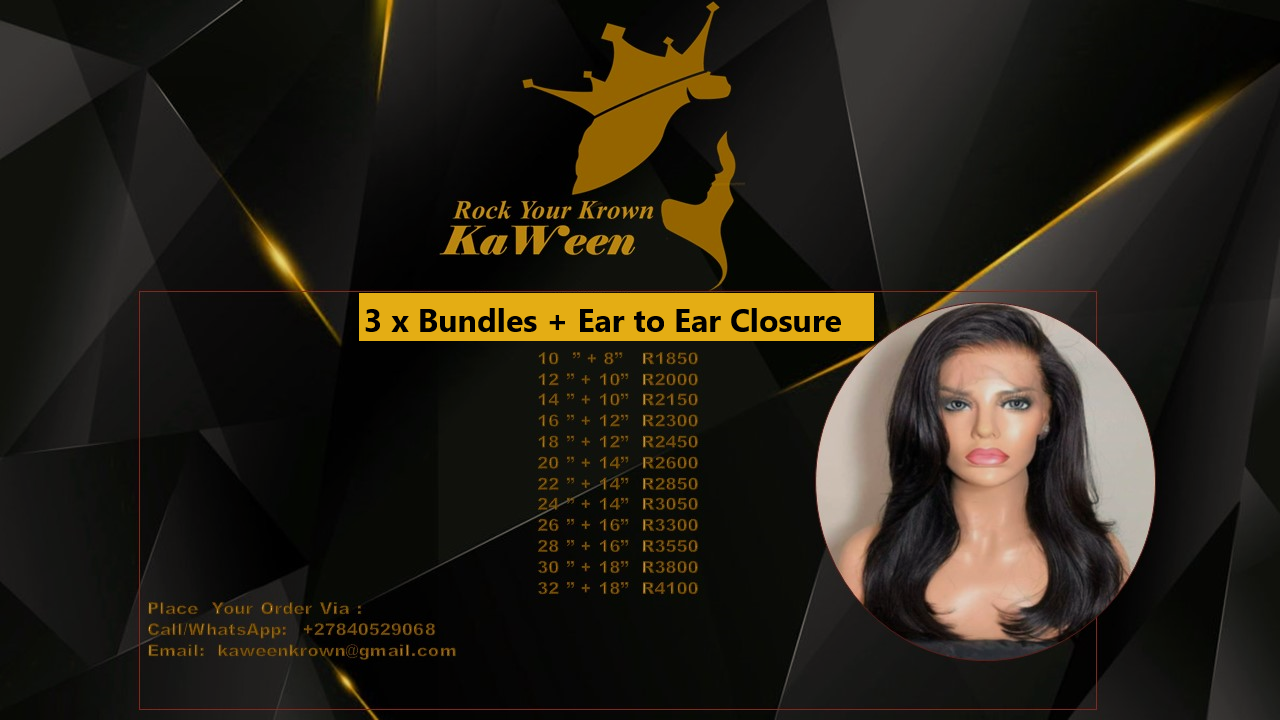 Rock Your Krown
KaWeen
3 x Bundles + Ear to Ear Closure
10 ” + 8” R1850
12 ” + 10” R2000
14 ” + 10” R2150
16 ” + 12” R2300
18 ” + 12” R2450
20 ” + 14” R2600
22 ” + 14” R2850
24 ” + 14” R3050
26 ” + 16” R3300
28 ” + 16” R3550
30 ” + 18” R3800
32 ” + 18” R4100
Place Your Order Via :
Call/WhatsApp: +27840529068
Email: kaweenkrown@gmail.com